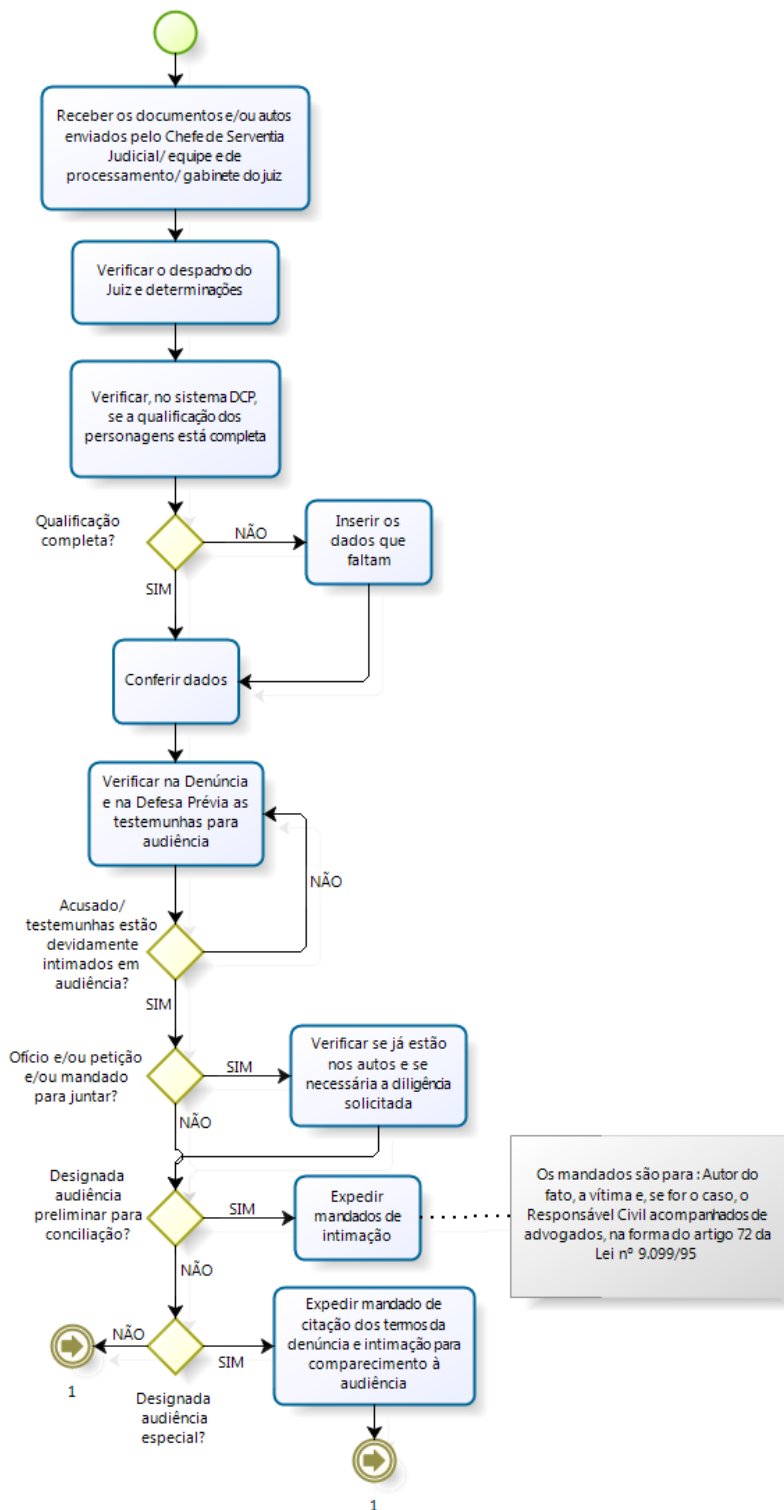 Receber os documentos e/ou autos
enviados pelo Chefe de Serventia
Judicial/ equipe e de
processamento/ gabinete do juiz
Verificar o despacho do
Juiz e determinações
Verificar, no sistema DCP,
se a qualificação dos
personagens está completa
Qualificação
completa?
NÃO
Inserir os
dados que
faltam
SIM
Conferir dados
Verificar na Denúncia
e na Defesa Prévia as
testemunhas para
audiência
NÃO
Acusado/
testemunhas estão
devidamente
intimados em
audiência?
SIM
Ofício e/ou petição
e/ou mandado
para juntar?
SIM
Verificar se já estão
nos autos e se
necessária a diligência
solicitada
NÃO
Designada
audiência
preliminar para
conciliação?
SIM
Expedir
mandados de
intimação
Os mandados são para : Autor do
fato, a vítima e, se for o caso, o
Responsável Civil acompanhados de
advogados, na forma do artigo 72 da
Lei nº 9.099/95
NÃO
NÃO
1
SIM
Designada
audiência
especial?
Expedir mandado de
citação dos termos da
denúncia e intimação para
comparecimento à
audiência
1